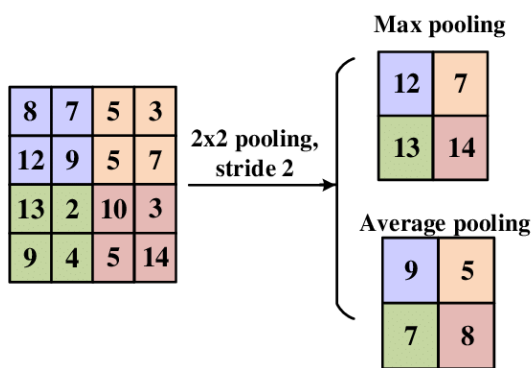 Max pooling
12 7
13 14
8 7 5 3
12 9 5 7
13 2 10 3
9 4 5 14
2x2 pooling,
stride 2
Average pooling
9 5
7 8